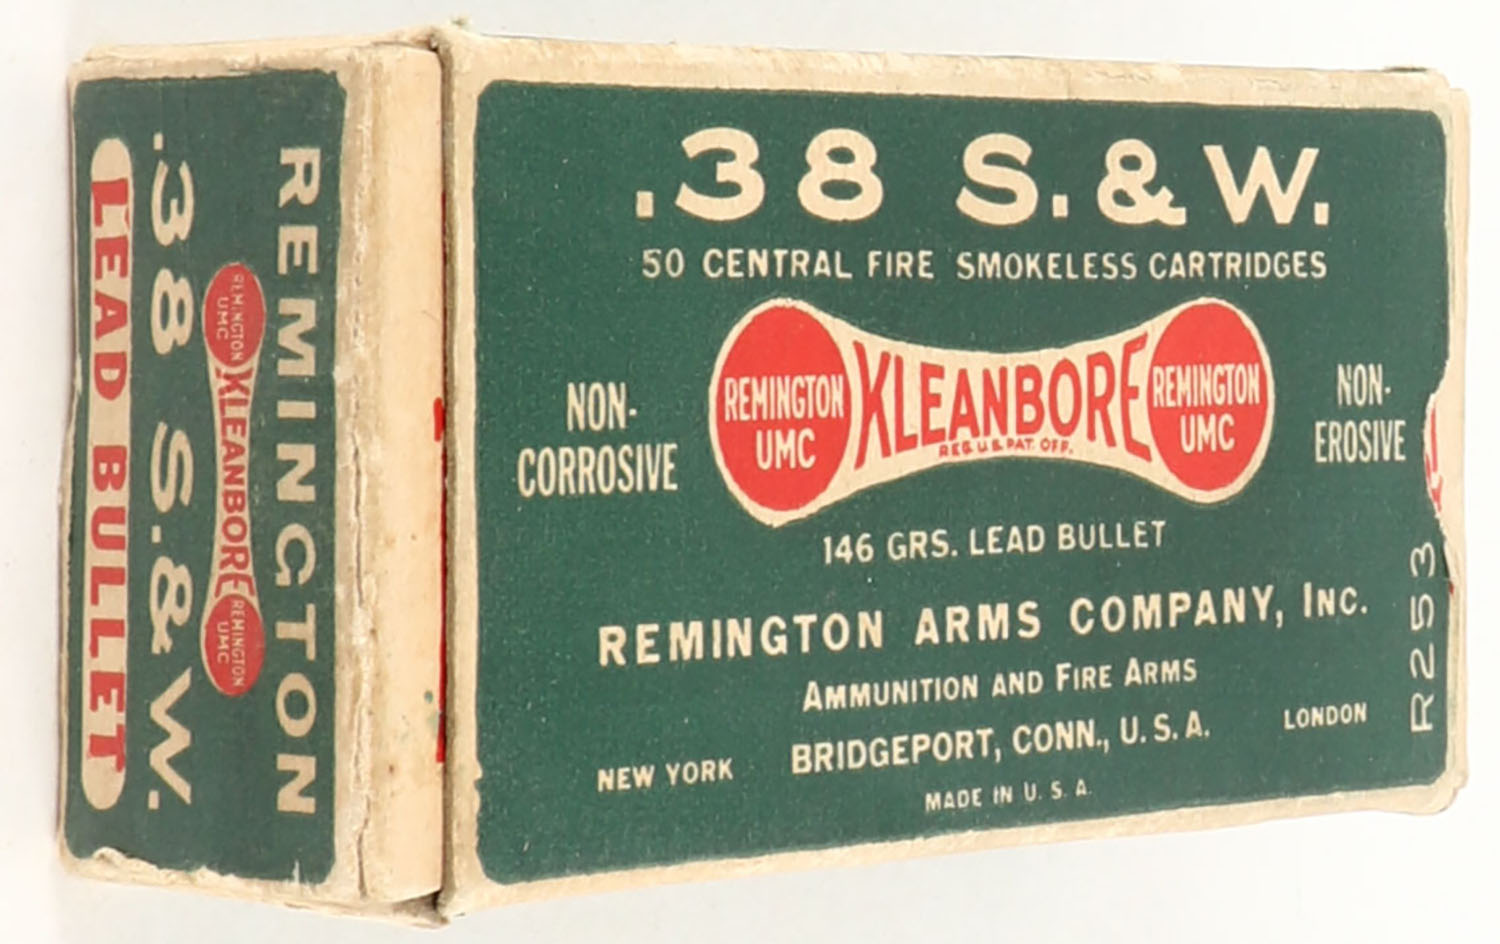 .38 S. & W.
50 CENTRAL FIRE SMOKELESS CARTRIDGES
NON-
CORROSIVE
REMINGTON
UMC
KLEANBORE
REG. U.S. PAT. OFF.
REMINGTON
UMC
NON-
EROSIVE
146 GRS. LEAD BULLET
REMINGTON ARMS COMPANY, INC.
AMMUNITION AND FIRE ARMS
BRIDGEPORT, CONN., U. S. A.
NEW YORK
LONDON
MADE IN U. S. A.
R253
REMINGTON
REMINGTON
UMC
KLEANBORE
REMINGTON
UMC
.38 S. & W.
LEAD BULLET